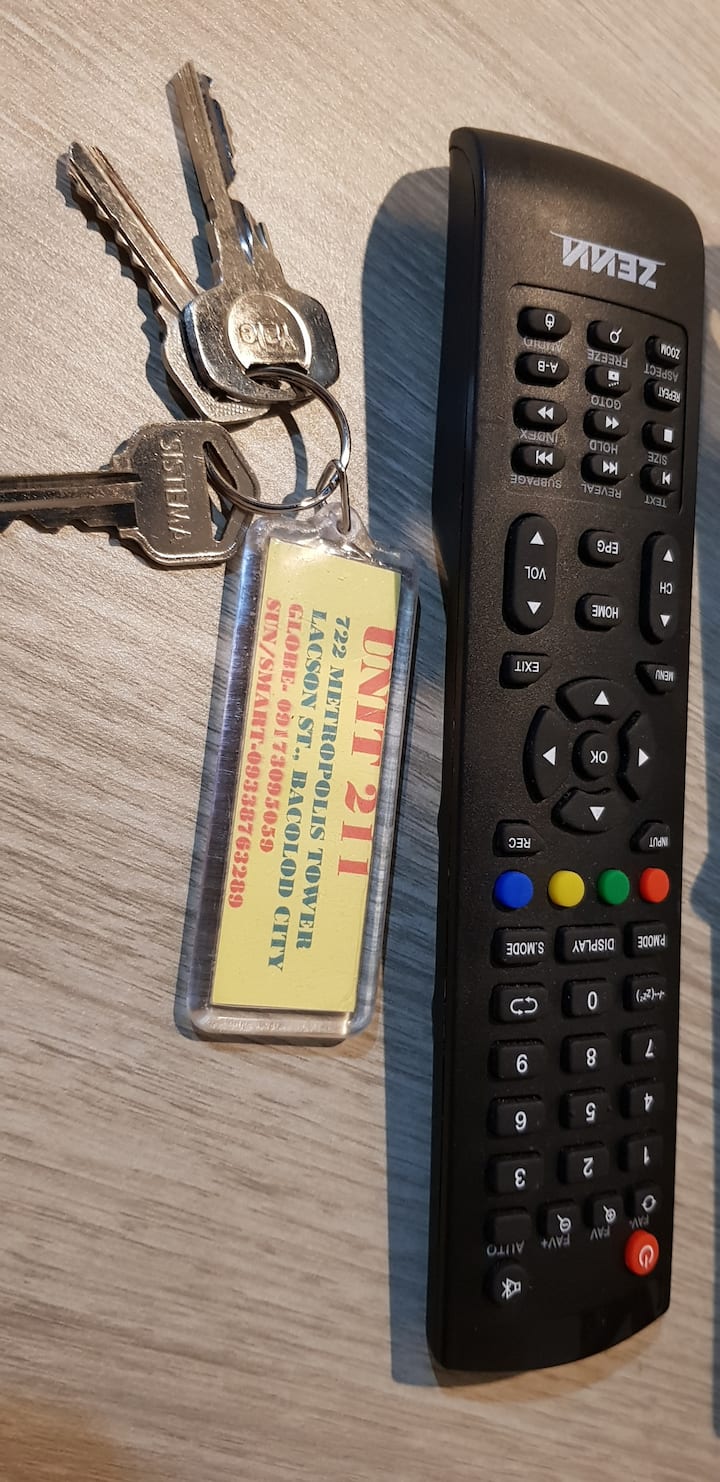 Yale
SISTEMA
UNIT 211
722 METROPOLIS TOWER
LACSON ST., BACOLOD CITY
GLOBE- 09173095059
SUN/SMART-09338763289
AUTO FAV+ FAV FAV-
3 2 1
6 5 4
9 8 7
0
S.MODE DISPLAY P.MODE
REC INPUT
OK
EXIT MENU
HOME
VOL CH
EPG
SUBPAGE REVEAL TEXT
INDEX HOLD SIZE
A-B GOTO REPEAT
AUDIO FREEZE ASPECT
ZOOM